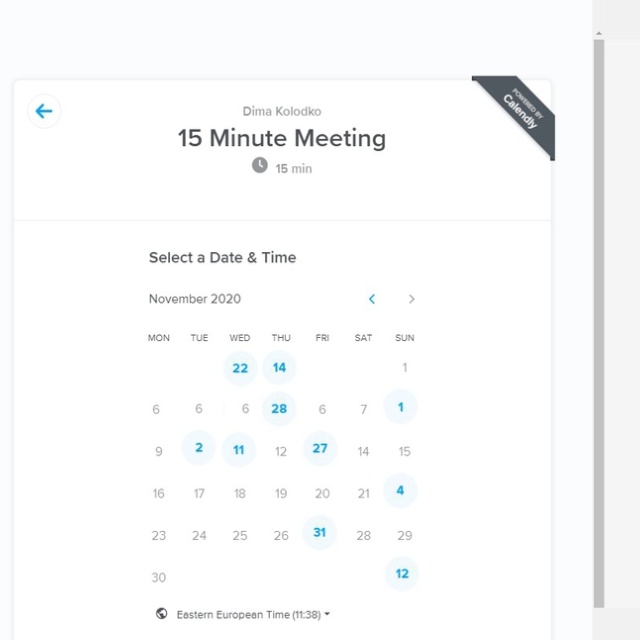 POWERED BY
Calendly
Dima Kolodko
15 Minute Meeting
15 min
Select a Date & Time
November 2020
MON TUE WED THU FRI SAT SUN
22 14 1
6 6 6 28 6 7 1
9 2 11 12 27 14 15
16 17 18 19 20 21 4
23 24 25 26 31 28 29
30 12
Eastern European Time (11:38)